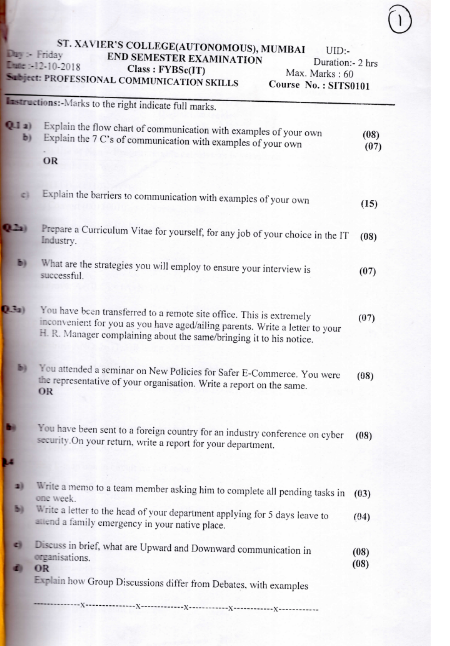 1
ST. XAVIER'S COLLEGE(AUTONOMOUS), MUMBAI UID:-
Day :- Friday END SEMESTER EXAMINATION Duration:- 2 hrs
Date :-12-10-2018 Class : FYBSc(IT) Max. Marks : 60
Subject: PROFESSIONAL COMMUNICATION SKILLS Course No. : SITS0101
Instructions:-Marks to the right indicate full marks.
Q.1 a) Explain the flow chart of communication with examples of your own (08)
b) Explain the 7 C's of communication with examples of your own (07)
OR
c) Explain the barriers to communication with examples of your own (15)
Q.2a) Prepare a Curriculum Vitae for yourself, for any job of your choice in the IT (08)
Industry.
b) What are the strategies you will employ to ensure your interview is (07)
successful.
Q.3a) You have been transferred to a remote site office. This is extremely (07)
inconvenient for you as you have aged/ailing parents. Write a letter to your
H. R. Manager complaining about the same/bringing it to his notice.
b) You attended a seminar on New Policies for Safer E-Commerce. You were (08)
the representative of your organisation. Write a report on the same.
OR
b) You have been sent to a foreign country for an industry conference on cyber (08)
security.On your return, write a report for your department.
.4
a) Write a memo to a team member asking him to complete all pending tasks in (03)
one week.
b) Write a letter to the head of your department applying for 5 days leave to (04)
attend a family emergency in your native place.
c) Discuss in brief, what are Upward and Downward communication in (08)
organisations. (08)
d) OR
Explain how Group Discussions differ from Debates, with examples
-------------x--------------x-------------x-------------x-------------x------------